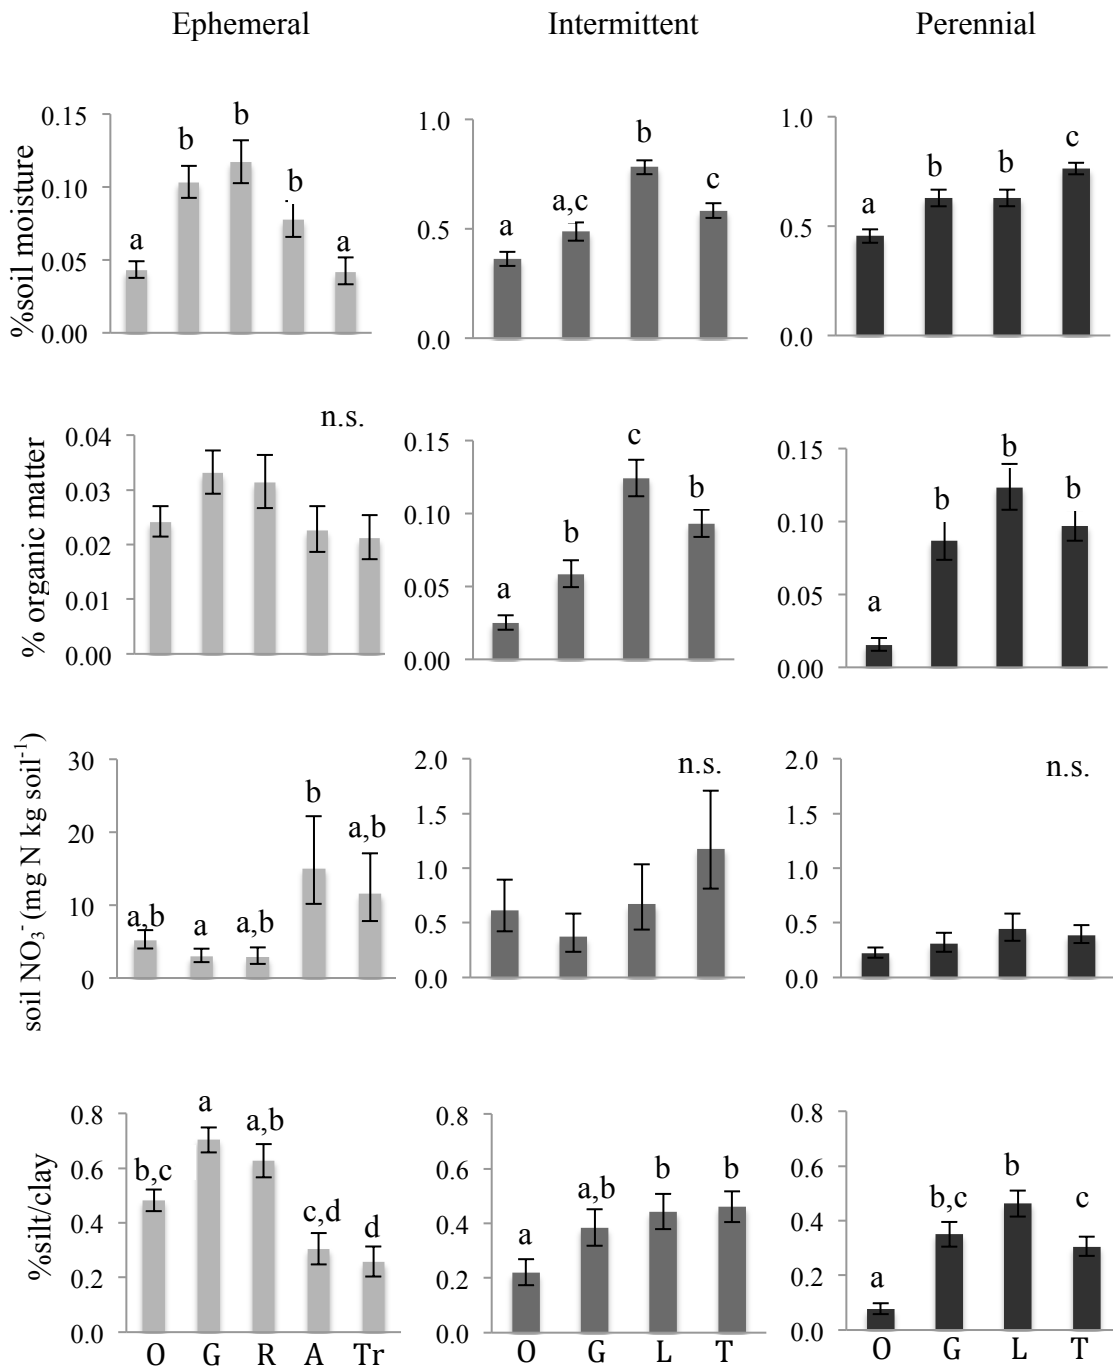 Ephemeral Intermittent Perennial
%soil moisture
0.15
0.10
0.05
0.00
a b b b a
1.0
0.5
0.0
a a,c b c
1.0
0.5
0.0
a b b c
% organic matter
0.04
0.03
0.02
0.01
0.00
n.s.
0.15
0.10
0.05
0.00
a b c b
0.15
0.10
0.05
0.00
a b b b
soil NO3- (mg N kg soil-1)
30
20
10
0
a,b a a,b b a,b
2.0
1.5
1.0
0.5
0.0
n.s.
2.0
1.5
1.0
0.5
0.0
n.s.
%silt/clay
0.8
0.6
0.4
0.2
0.0
b,c a a,b c,d d
O G R A Tr
0.8
0.6
0.4
0.2
0.0
a a,b b b
O G L T
0.8
0.6
0.4
0.2
0.0
a b,c b c
O G L T